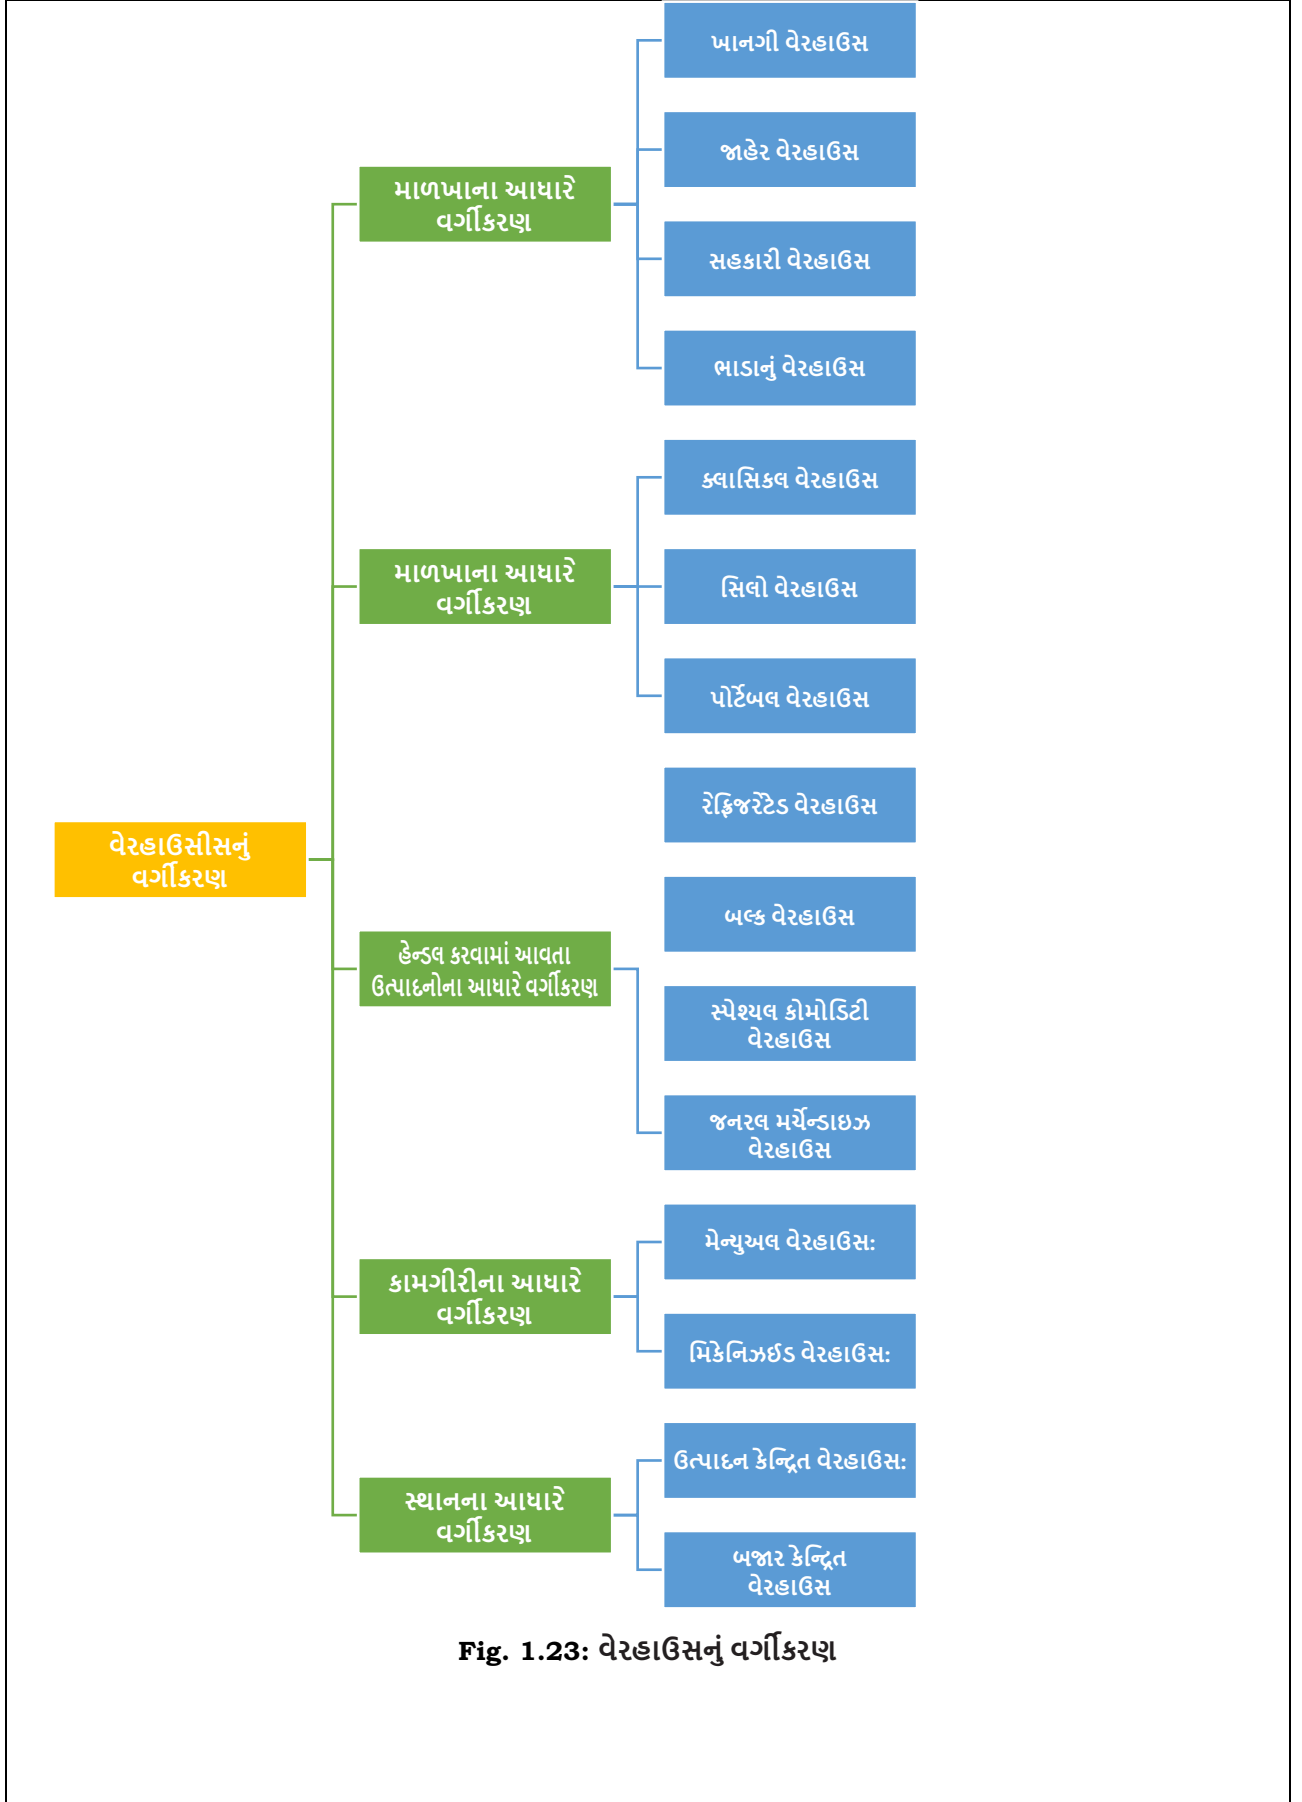 વેરહાઉસીસનું
વર્ગીકરણ
માળખાના આધારે
વર્ગીકરણ
ખાનગી વેરહાઉસ
જાહેર વેરહાઉસ
સહકારી વેરહાઉસ
ભાડાનું વેરહાઉસ
માળખાના આધારે
વર્ગીકરણ
ક્લાસિકલ વેરહાઉસ
સિલો વેરહાઉસ
પોર્ટેબલ વેરહાઉસ
હેન્ડલ કરવામાં આવતા
ઉત્પાદનોના આધારે વર્ગીકરણ
રેફ્રિજરેટેડ વેરહાઉસ
બલ્ક વેરહાઉસ
સ્પેશ્યલ કોમોડિટી
વેરહાઉસ
જનરલ મર્ચેન્ડાઇઝ
વેરહાઉસ
કામગીરીના આધારે
વર્ગીકરણ
મેન્યુઅલ વેરહાઉસ:
મિકેનિઝઈડ વેરહાઉસ:
સ્થાનના આધારે
વર્ગીકરણ
ઉત્પાદન કેન્દ્રિત વેરહાઉસ:
બજાર કેન્દ્રિત
વેરહાઉસ
Fig. 1.23: વેરહાઉસનું વર્ગીકરણ